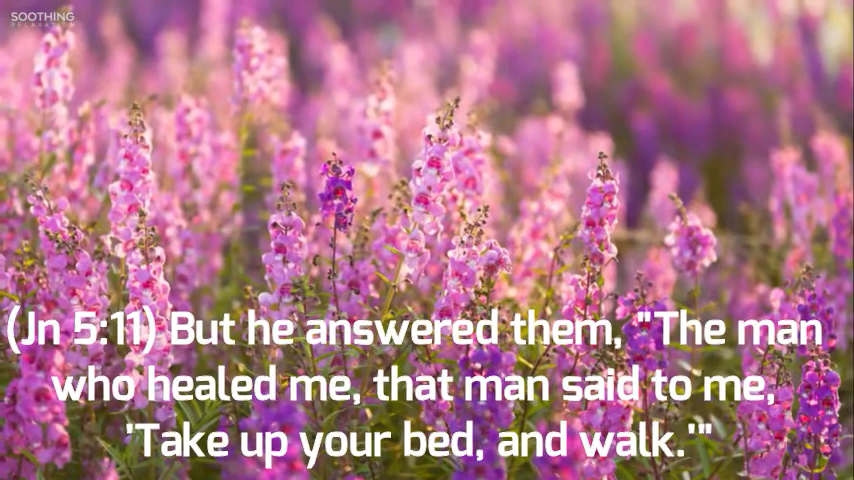 SOOTHING
RELAXATION
(Jn 5:11) But he answered them, "The man
who healed me, that man said to me,
'Take up your bed, and walk.'"